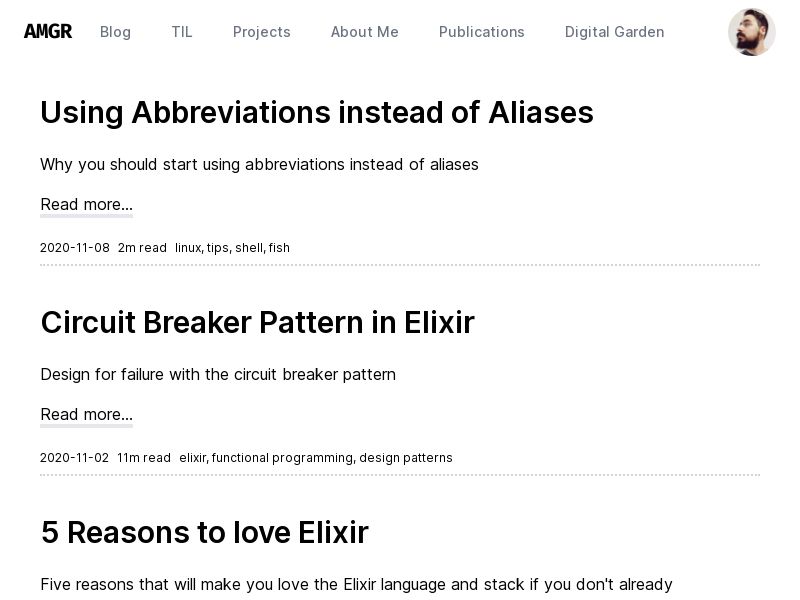 AMGR Blog TIL Projects About Me Publications Digital Garden
Using Abbreviations instead of Aliases
Why you should start using abbreviations instead of aliases
Read more...
2020-11-08 2m read linux, tips, shell, fish
Circuit Breaker Pattern in Elixir
Design for failure with the circuit breaker pattern
Read more...
2020-11-02 11m read elixir, functional programming, design patterns
5 Reasons to love Elixir
Five reasons that will make you love the Elixir language and stack if you don't already